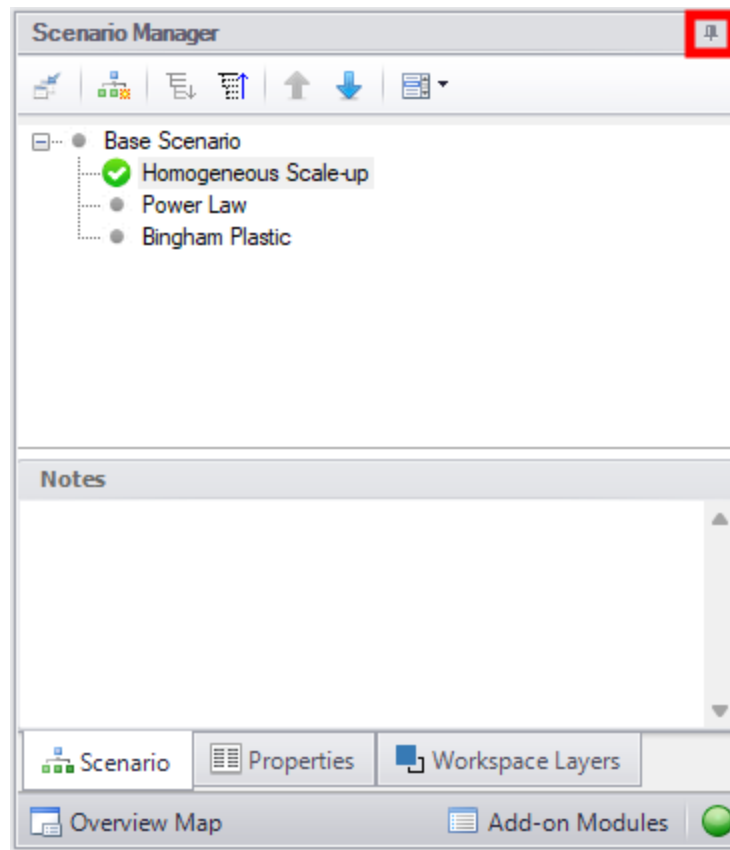 Scenario Manager
Base Scenario
Homogeneous Scale-up
Power Law
Bingham Plastic
Notes
Scenario Properties Workspace Layers
Overview Map Add-on Modules